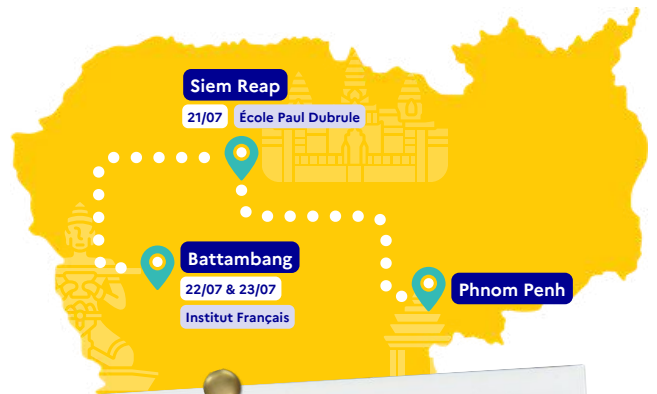 Siem Reap
21/07 École Paul Dubrule
Battambang
22/07 & 23/07
Institut Français
Phnom Penh